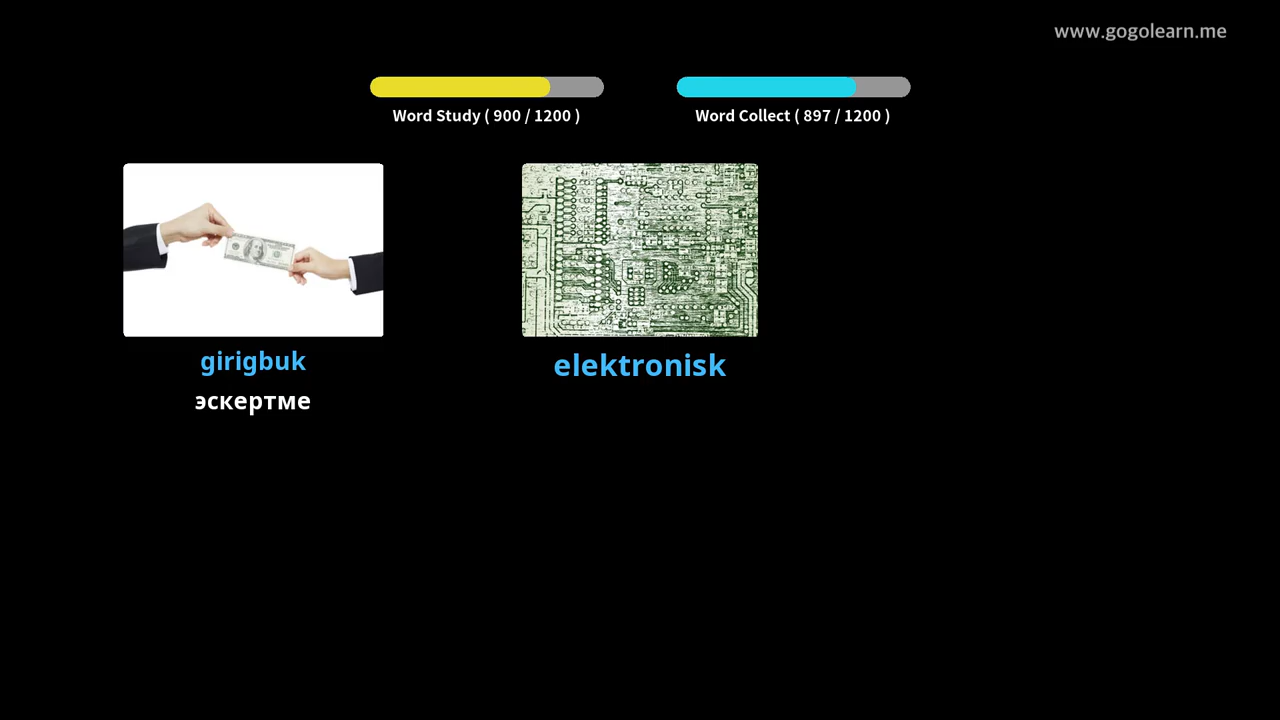 www.gogolearn.me
Word Study ( 900 / 1200 )
Word Collect ( 897 / 1200 )
girigbuk
эскертме
elektronisk